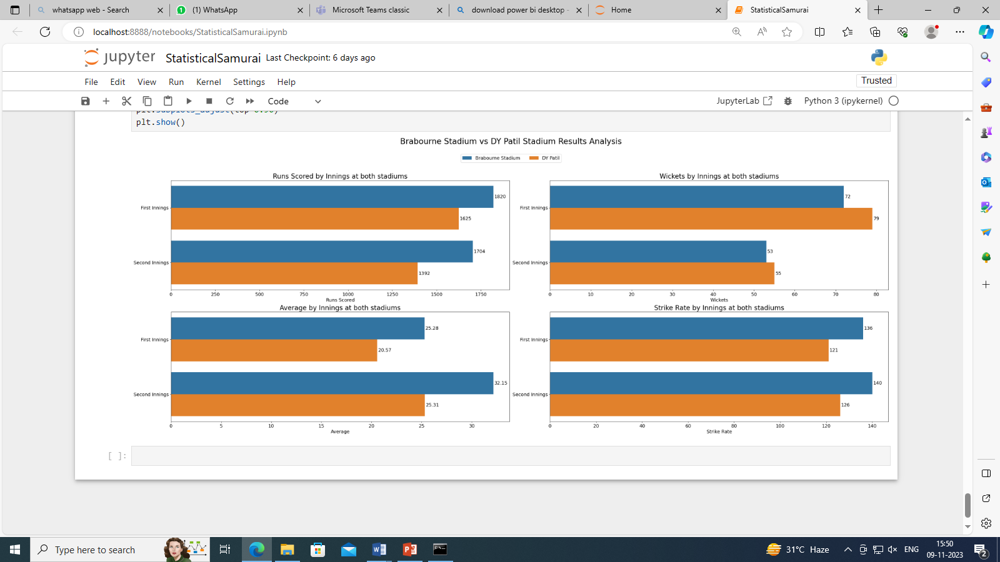 whatsapp web - Search
(1) WhatsApp
Microsoft Teams classic
download power bi desktop -
Home
StatisticalSamurai
localhost:8888/notebooks/StatisticalSamurai.ipynb
jupyter StatisticalSamurai Last Checkpoint: 6 days ago
File Edit View Run Kernel Settings Help
Trusted
Code
JupyterLab
Python 3 (ipykernel)
plt.show()
Brabourne Stadium vs DY Patil Stadium Results Analysis
Brabourne Stadium DY Patil
Runs Scored by Innings at both stadiums
First Innings
1820
1625
Second Innings
1704
1392
0 250 500 750 1000 1250 1500 1750
Runs Scored
Wickets by Innings at both stadiums
First Innings
72
79
Second Innings
53
55
0 10 20 30 40 50 60 70 80
Wickets
Average by Innings at both stadiums
First Innings
25.28
20.57
Second Innings
32.15
25.31
0 5 10 15 20 25 30
Average
Strike Rate by Innings at both stadiums
First Innings
136
121
Second Innings
140
126
0 20 40 60 80 100 120 140
Strike Rate
[ ]:
Type here to search
31°C Haze
ENG
15:50
09-11-2023
2